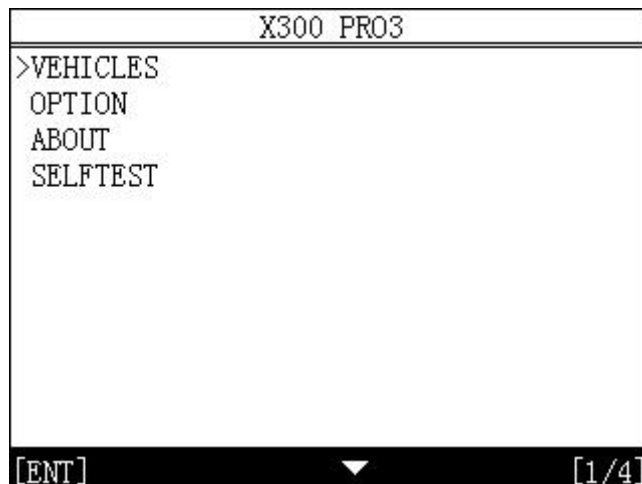 X300 PRO3
>VEHICLES
OPTION
ABOUT
SELFTEST
[ENT] [1/4]